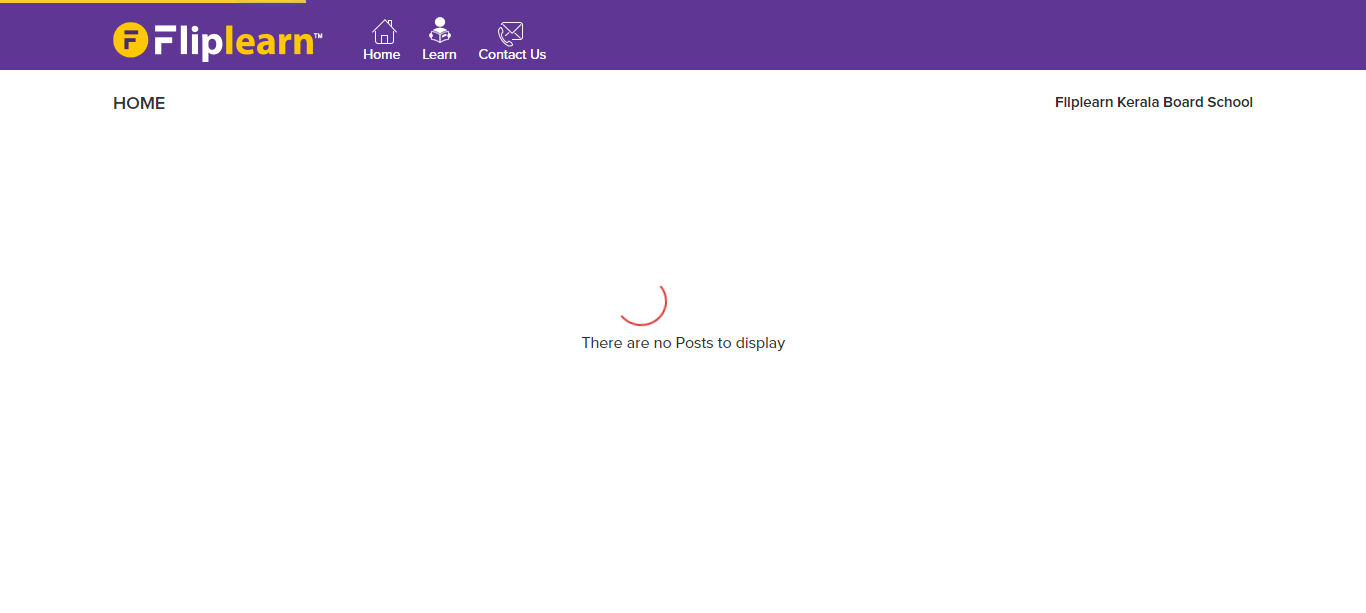 Fliplearn™
Home Learn Contact Us
HOME
Fliplearn Kerala Board School
There are no Posts to display